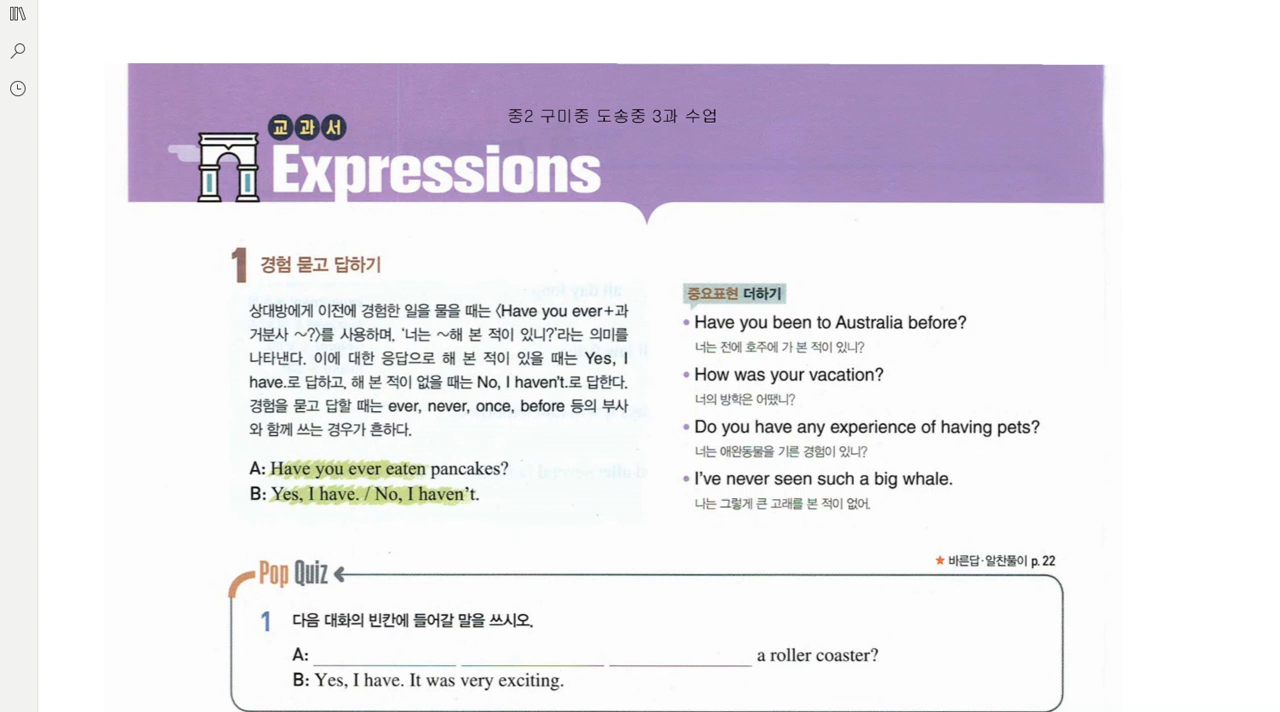 중2 구미중 도송중 3과 수업
교과서
Expressions
1 경험 묻고 답하기
상대방에게 이전에 경험한 일을 물을 때는 〈Have you ever+과
거분사 ~?〉를 사용하며, '너는 ~해 본 적이 있니?'라는 의미를
나타낸다. 이에 대한 응답으로 해 본 적이 있을 때는 Yes, I
have.로 답하고, 해 본 적이 없을 때는 No, I haven't.로 답한다.
경험을 묻고 답할 때는 ever, never, once, before 등의 부사
와 함께 쓰는 경우가 흔하다.
A: Have you ever eaten pancakes?
B: Yes, I have. / No, I haven't.
중요표현 더하기
• Have you been to Australia before?
너는 전에 호주에 가 본 적이 있니?
• How was your vacation?
너의 방학은 어땠니?
• Do you have any experience of having pets?
너는 애완동물을 기른 경험이 있니?
• I've never seen such a big whale.
나는 그렇게 큰 고래를 본 적이 없어.
★ 바른답·알찬풀이 p. 22
Pop Quiz
1 다음 대화의 빈칸에 들어갈 말을 쓰시오.
A: ____________ ____________ ____________ a roller coaster?
B: Yes, I have. It was very exciting.